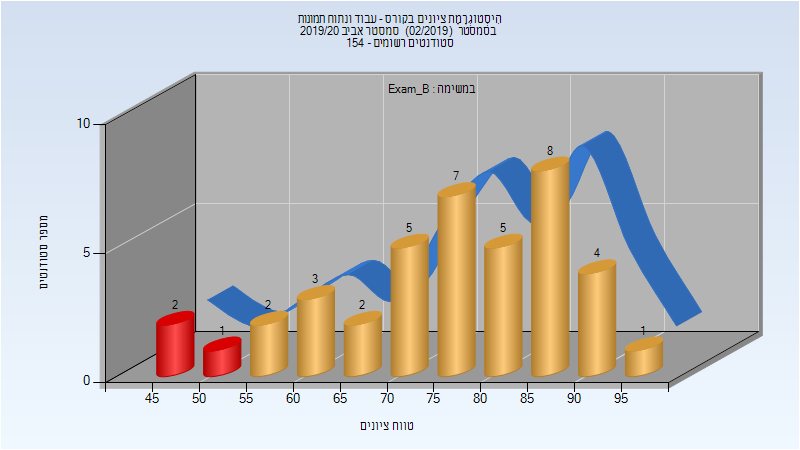 היסטוגרמת ציונים בקורס - עבוד ונתוח תמונות
בסמסטר (02/2019) סמסטר אביב 2019/20
סטודנטים רשומים - 154
במשימה : Exam_B
10
5
0
מספר סטודנטים
2
1
2
3
2
5
7
5
8
4
1
45 50 55 60 65 70 75 80 85 90 95
טווח ציונים